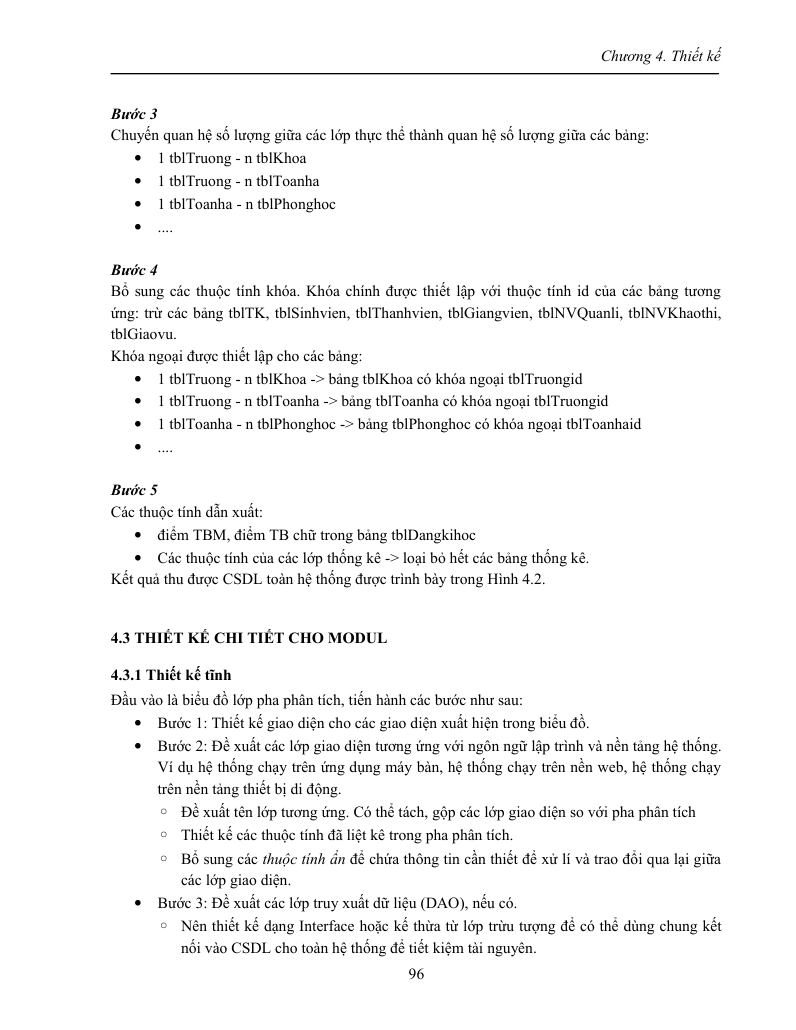 Chương 4. Thiết kế
Bước 3
Chuyển quan hệ số lượng giữa các lớp thực thể thành quan hệ số lượng giữa các bảng:
• 1 tblTruong - n tblKhoa
• 1 tblTruong - n tblToanha
• 1 tblToanha - n tblPhonghoc
• ....
Bước 4
Bổ sung các thuộc tính khóa. Khóa chính được thiết lập với thuộc tính id của các bảng tương
ứng: trừ các bảng tblTK, tblSinhvien, tblThanhvien, tblGiangvien, tblNVQuanli, tblNVKhaothi,
tblGiaovu.
Khóa ngoại được thiết lập cho các bảng:
• 1 tblTruong - n tblKhoa -> bảng tblKhoa có khóa ngoại tblTruongid
• 1 tblTruong - n tblToanha -> bảng tblToanha có khóa ngoại tblTruongid
• 1 tblToanha - n tblPhonghoc -> bảng tblPhonghoc có khóa ngoại tblToanhaid
• ....
Bước 5
Các thuộc tính dẫn xuất:
• điểm TBM, điểm TB chữ trong bảng tblDangkihoc
• Các thuộc tính của các lớp thống kê -> loại bỏ hết các bảng thống kê.
Kết quả thu được CSDL toàn hệ thống được trình bày trong Hình 4.2.
4.3 THIẾT KẾ CHI TIẾT CHO MODUL
4.3.1 Thiết kế tĩnh
Đầu vào là biểu đồ lớp pha phân tích, tiến hành các bước như sau:
• Bước 1: Thiết kế giao diện cho các giao diện xuất hiện trong biểu đồ.
• Bước 2: Đề xuất các lớp giao diện tương ứng với ngôn ngữ lập trình và nền tảng hệ thống.
Ví dụ hệ thống chạy trên ứng dụng máy bàn, hệ thống chạy trên nền web, hệ thống chạy
trên nền tảng thiết bị di động.
○ Đề xuất tên lớp tương ứng. Có thể tách, gộp các lớp giao diện so với pha phân tích
○ Thiết kế các thuộc tính đã liệt kê trong pha phân tích.
○ Bổ sung các thuộc tính ẩn để chứa thông tin cần thiết để xử lí và trao đổi qua lại giữa
các lớp giao diện.
• Bước 3: Đề xuất các lớp truy xuất dữ liệu (DAO), nếu có.
○ Nên thiết kế dạng Interface hoặc kế thừa từ lớp trừu tượng để có thể dùng chung kết
nối vào CSDL cho toàn hệ thống để tiết kiệm tài nguyên.
96